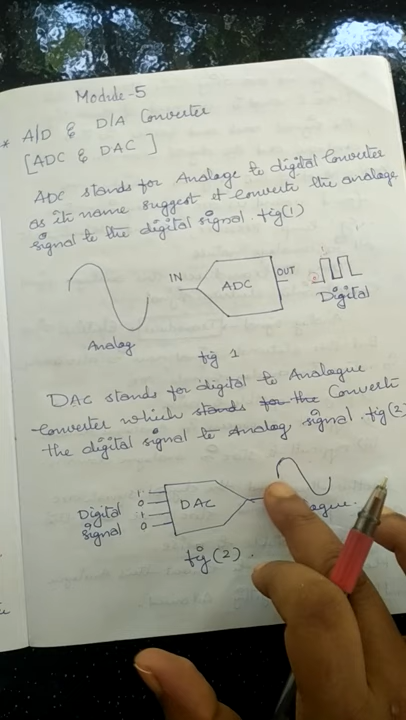 Module-5
* A/D & D/A Converter
[ADC & DAC]
ADC stands for Analoge to digital Converter
as its name suggest it converts the analoge
signal to the digital signal. fig(1)
IN ADC OUT
Analog
Digital
fig 1
DAC stands for digital to Analogue
Converter which stands for the Converti
the digital signal to Analog signal. fig(2)
Digital
signal
1
0
1
0
DAC
fig(2).